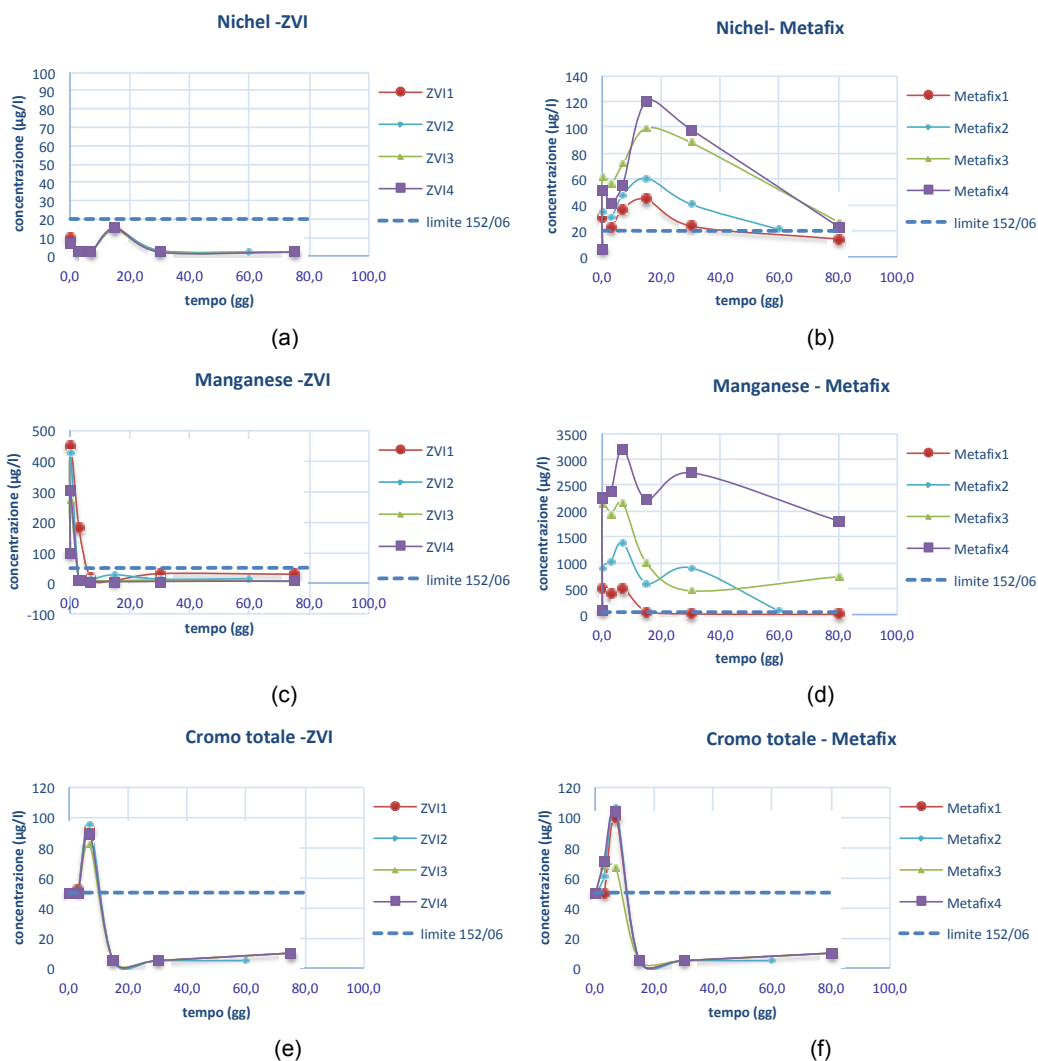 Nichel -ZVI
concentrazione (µg/l)
100
90
80
70
60
50
40
30
20
10
0
0,0 20,0 40,0 60,0 80,0 100,0
tempo (gg)
ZVI1
ZVI2
ZVI3
ZVI4
limite 152/06
(a)
Nichel- Metafix
concentrazione (µg/l)
140
120
100
80
60
40
20
0
0,0 20,0 40,0 60,0 80,0 100,0
tempo (gg)
Metafix1
Metafix2
Metafix3
Metafix4
limite 152/06
(b)
Manganese -ZVI
concentrazione (µg/l)
500
400
300
200
100
0
-100
0,0 20,0 40,0 60,0 80,0 100,0
tempo (gg)
ZVI1
ZVI2
ZVI3
ZVI4
limite 152/06
(c)
Manganese - Metafix
concentrazione (µg/l)
3500
3000
2500
2000
1500
1000
500
0
0,0 20,0 40,0 60,0 80,0 100,0
tempo (gg)
Metafix1
Metafix2
Metafix3
Metafix4
limite 152/06
(d)
Cromo totale -ZVI
concentrazione (µg/l)
120
100
80
60
40
20
0
0,0 20,0 40,0 60,0 80,0 100,0
tempo (gg)
ZVI1
ZVI2
ZVI3
ZVI4
limite 152/06
(e)
Cromo totale - Metafix
concentrazione (µg/l)
120
100
80
60
40
20
0
0,0 20,0 40,0 60,0 80,0 100,0
tempo (gg)
Metafix1
Metafix2
Metafix3
Metafix4
limite 152/06
(f)